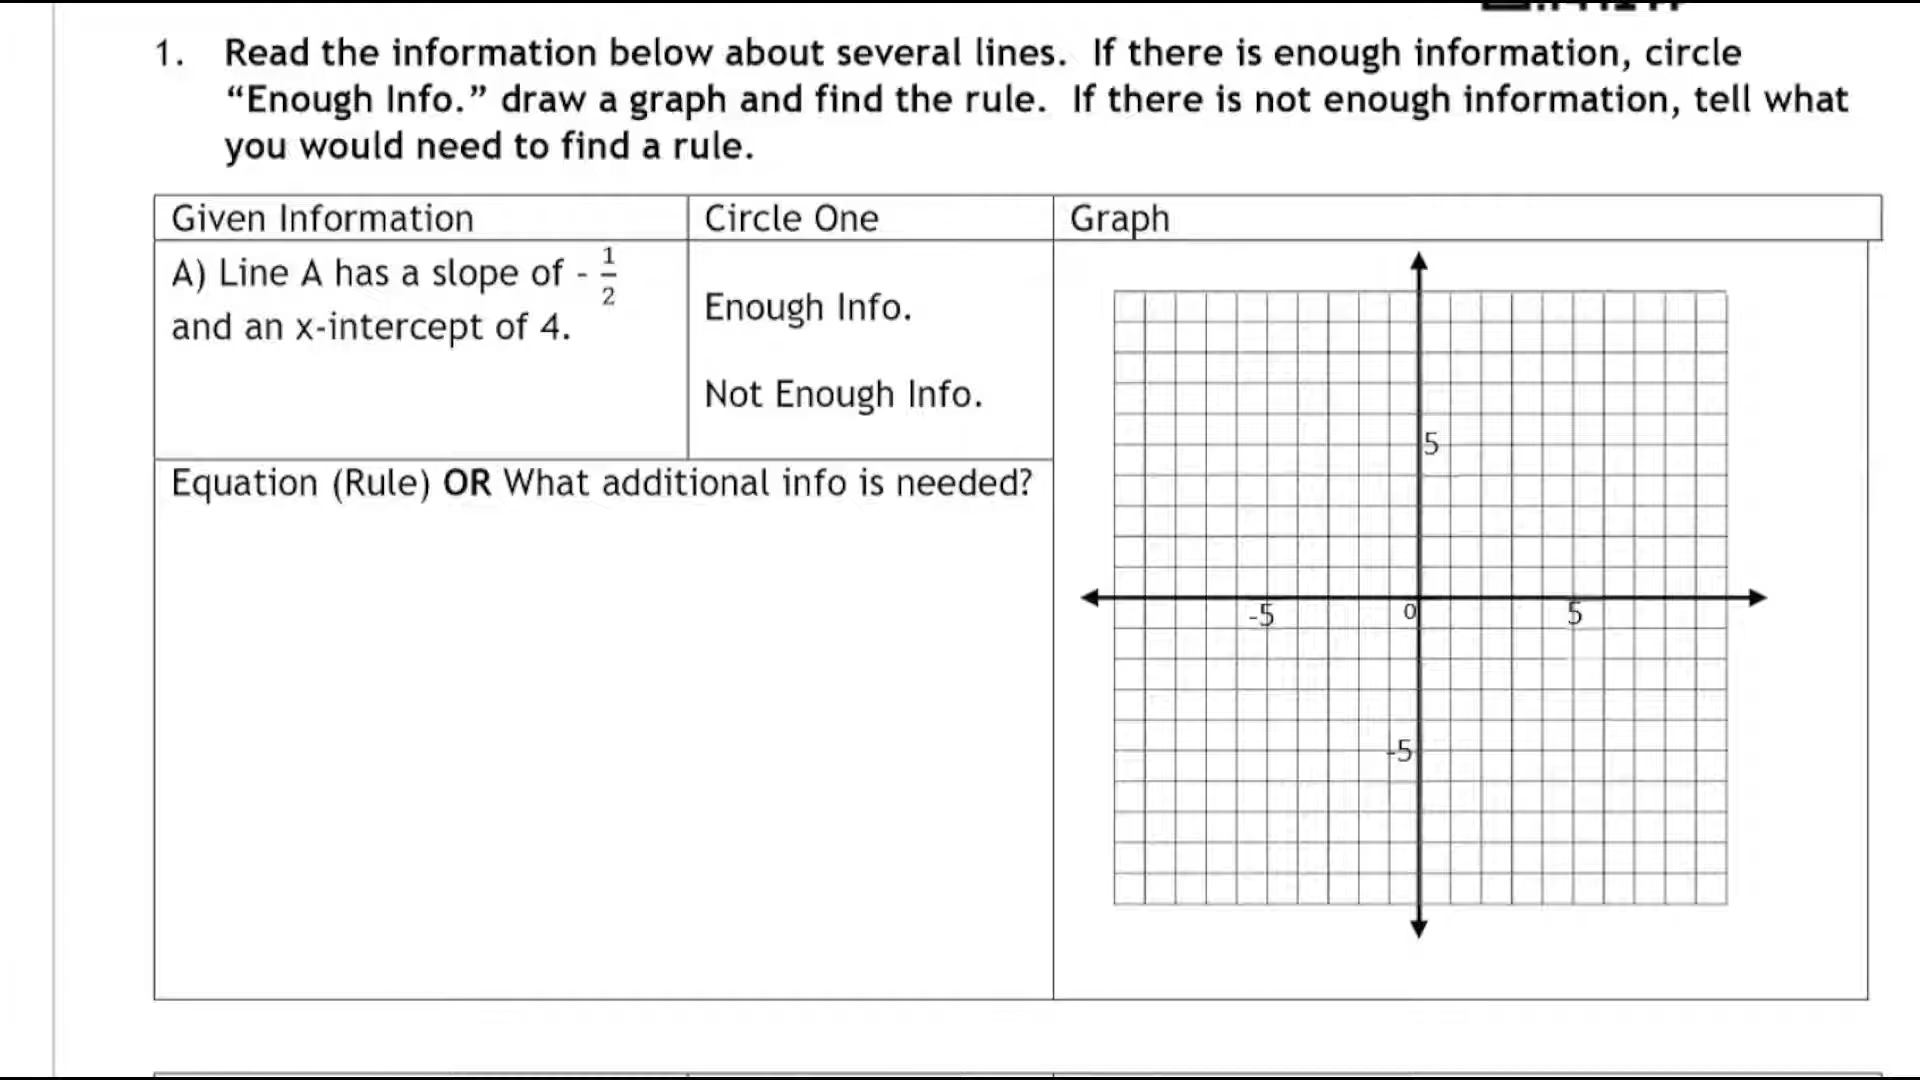 1. Read the information below about several lines. If there is enough information, circle
“Enough Info.” draw a graph and find the rule. If there is not enough information, tell what
you would need to find a rule.
Given Information
Circle One
Graph
A) Line A has a slope of - 1/2
and an x-intercept of 4.
Enough Info.
Not Enough Info.
Equation (Rule) OR What additional info is needed?
5
-5
0
5
-5